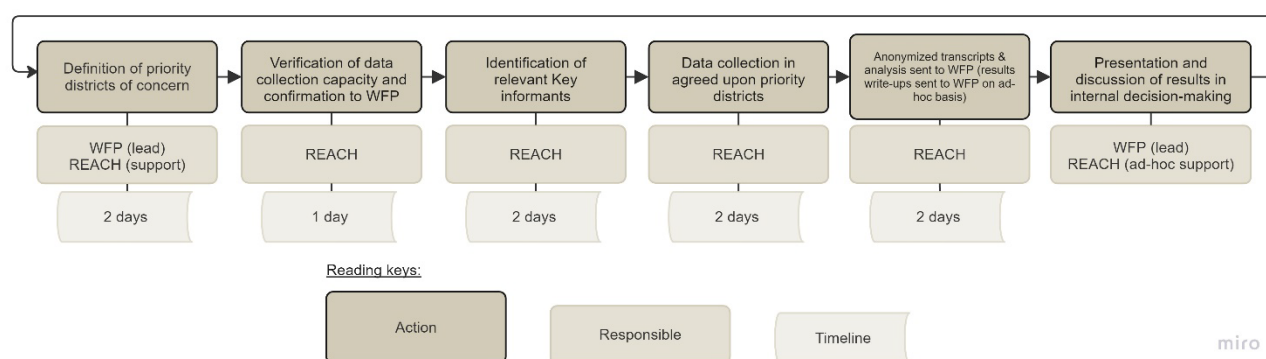 Definition of priority
districts of concern
Verification of data
collection capacity and
confirmation to WFP
Identification of
relevant Key
informants
Data collection in
agreed upon priority
districts
Anonymized transcripts &
analysis sent to WFP (results
write-ups sent to WFP on ad-
hoc basis)
Presentation and
discussion of results in
internal decision-making
WFP (lead)
REACH (support)
REACH
REACH
REACH
REACH
WFP (lead)
REACH (ad-hoc support)
2 days
1 day
2 days
2 days
2 days
Reading keys:
Action
Responsible
Timeline
miro